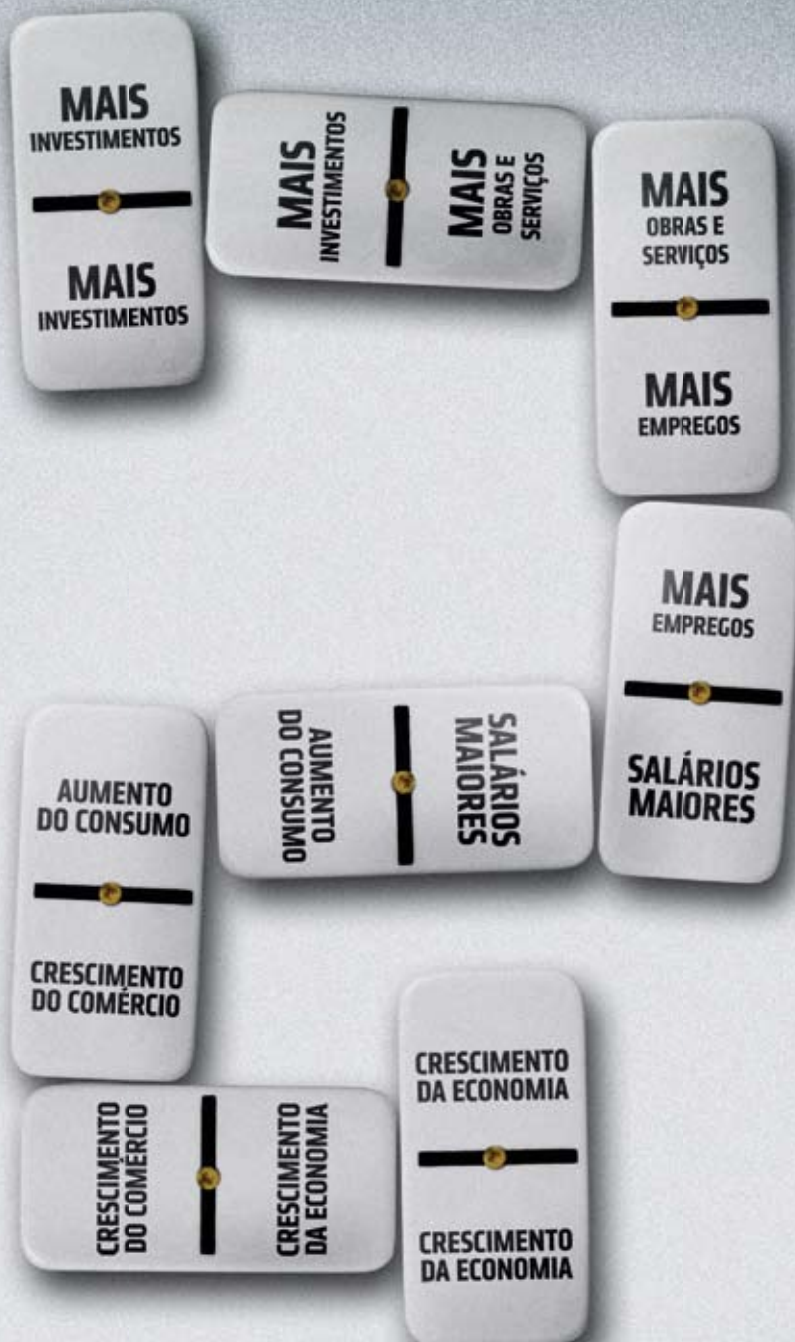 MAIS
INVESTIMENTOS
MAIS
INVESTIMENTOS
MAIS
INVESTIMENTOS
MAIS
OBRAS E
SERVIÇOS
MAIS
OBRAS E
SERVIÇOS
MAIS
EMPREGOS
MAIS
EMPREGOS
SALÁRIOS
MAIORES
SALÁRIOS
MAIORES
AUMENTO
DO CONSUMO
AUMENTO
DO CONSUMO
CRESCIMENTO
DO COMÉRCIO
CRESCIMENTO
DO COMÉRCIO
CRESCIMENTO
DA ECONOMIA
CRESCIMENTO
DA ECONOMIA
CRESCIMENTO
DA ECONOMIA